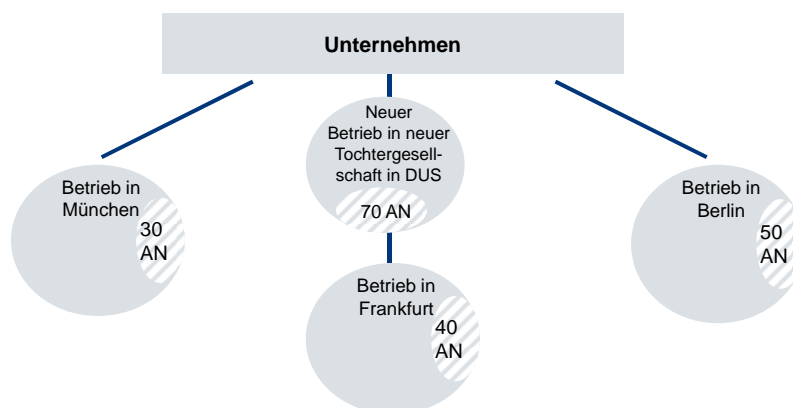 Unternehmen
Neuer
Betrieb in neuer
Tochtergesell-
schaft in DUS
70 AN
Betrieb in
München
30
AN
Betrieb in
Berlin
50
AN
Betrieb in
Frankfurt
40
AN